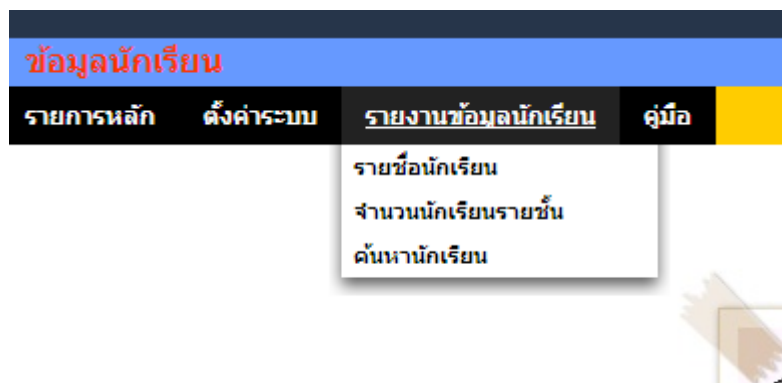 ข้อมูลนักเรียน
รายการหลัก ตั้งค่าระบบ รายงานข้อมูลนักเรียน คู่มือ
รายชื่อนักเรียน
จำนวนนักเรียนรายชั้น
ค้นหานักเรียน